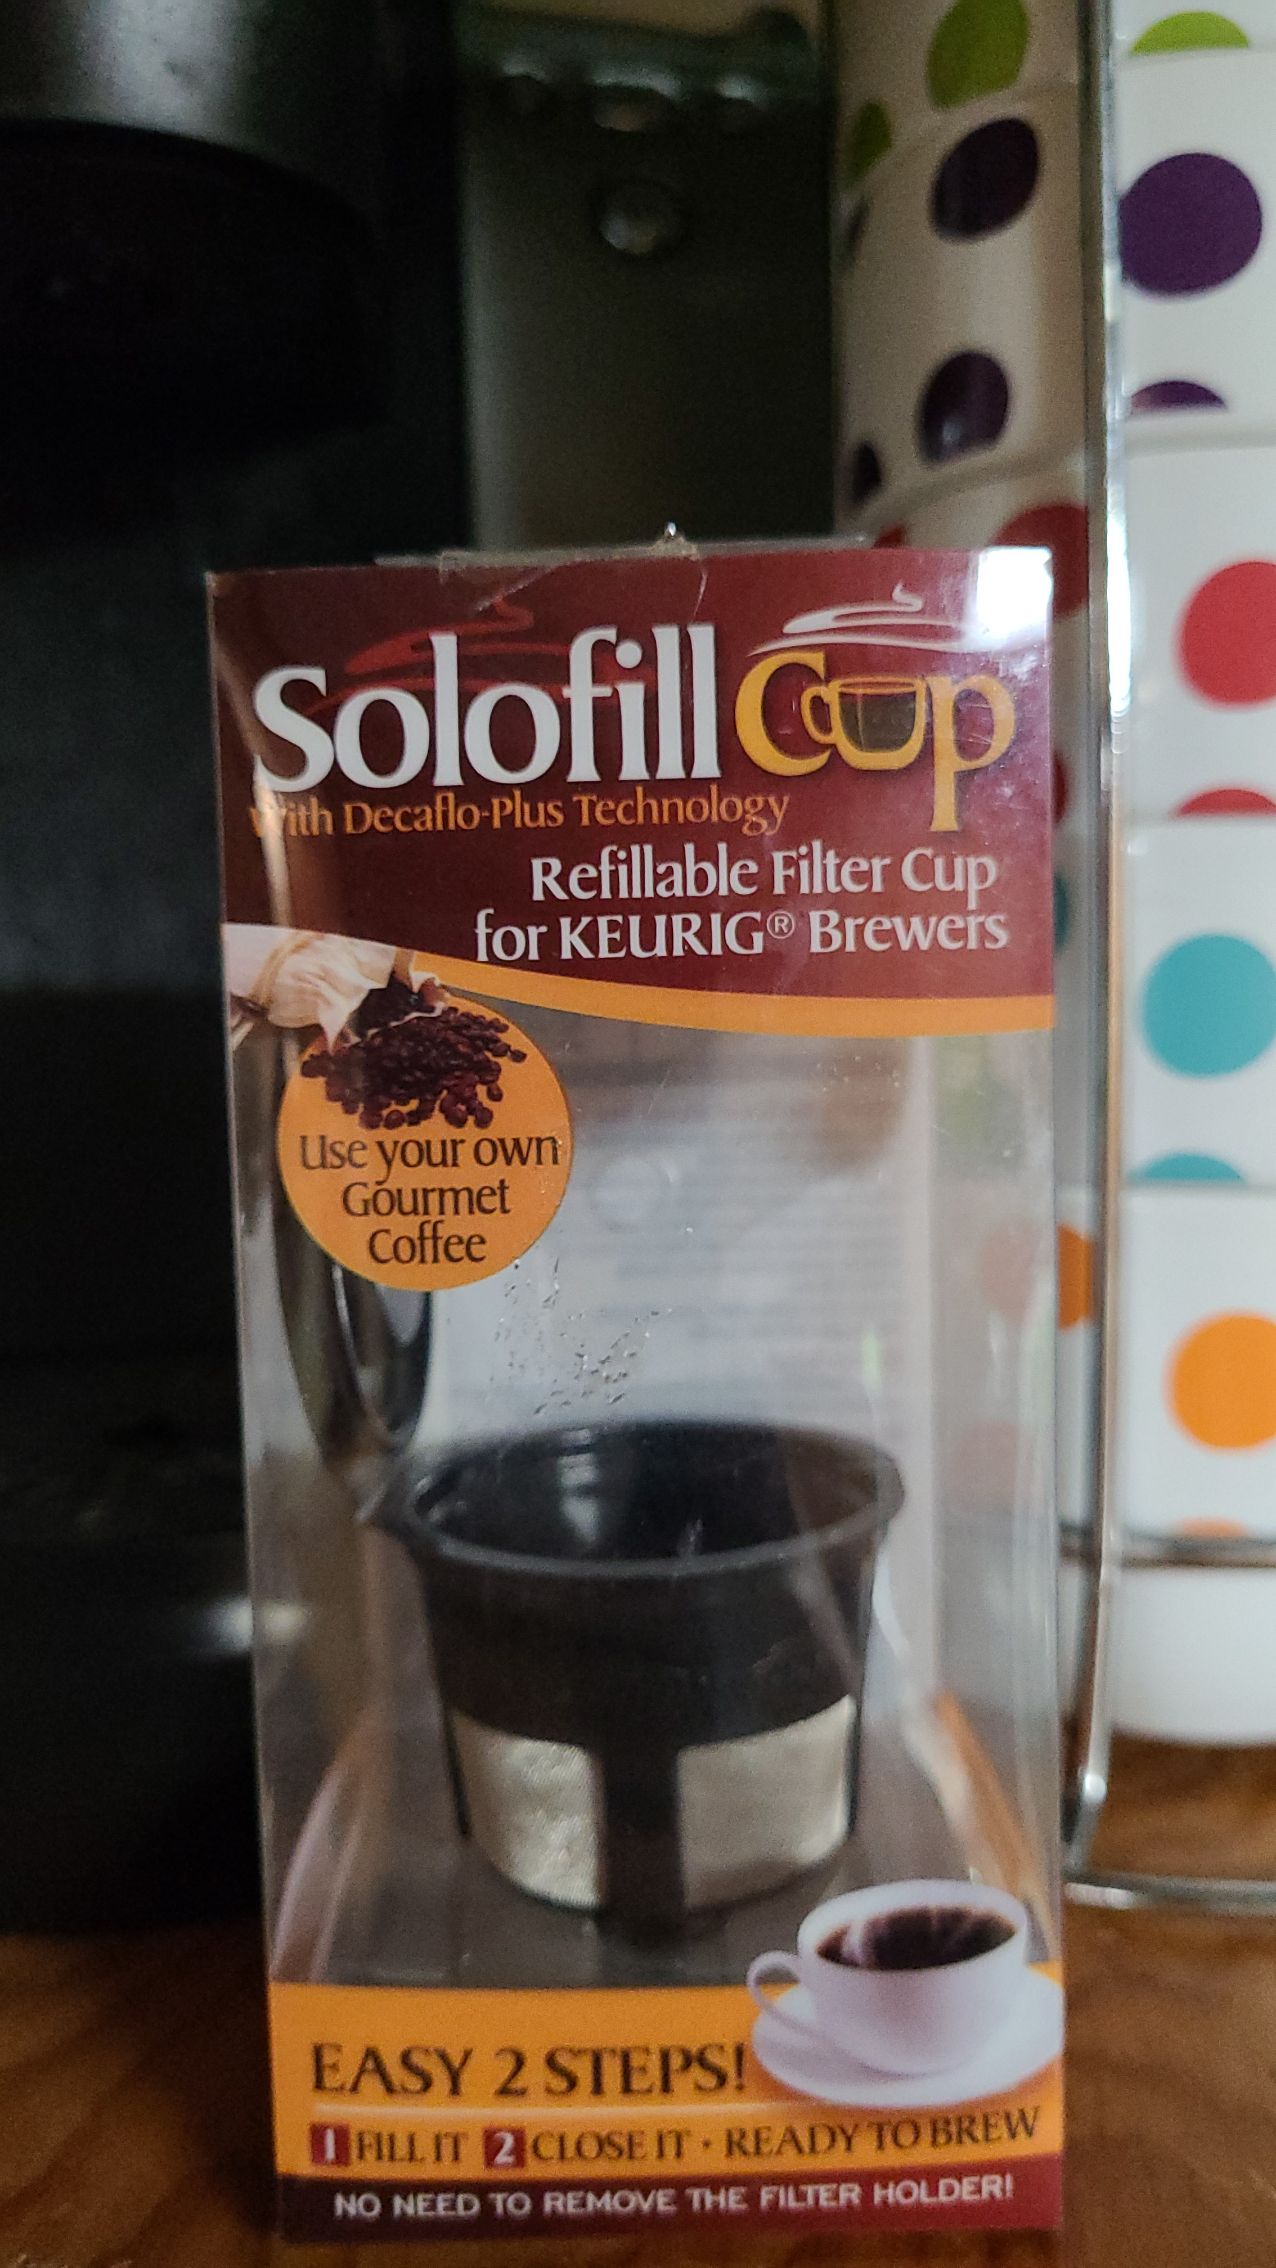 Solofill Cup
With Decaflo-Plus Technology
Refillable Filter Cup
for KEURIG® Brewers
Use your own
Gourmet
Coffee
EASY 2 STEPS!
1 FILL IT 2 CLOSE IT • READY TO BREW
NO NEED TO REMOVE THE FILTER HOLDER!